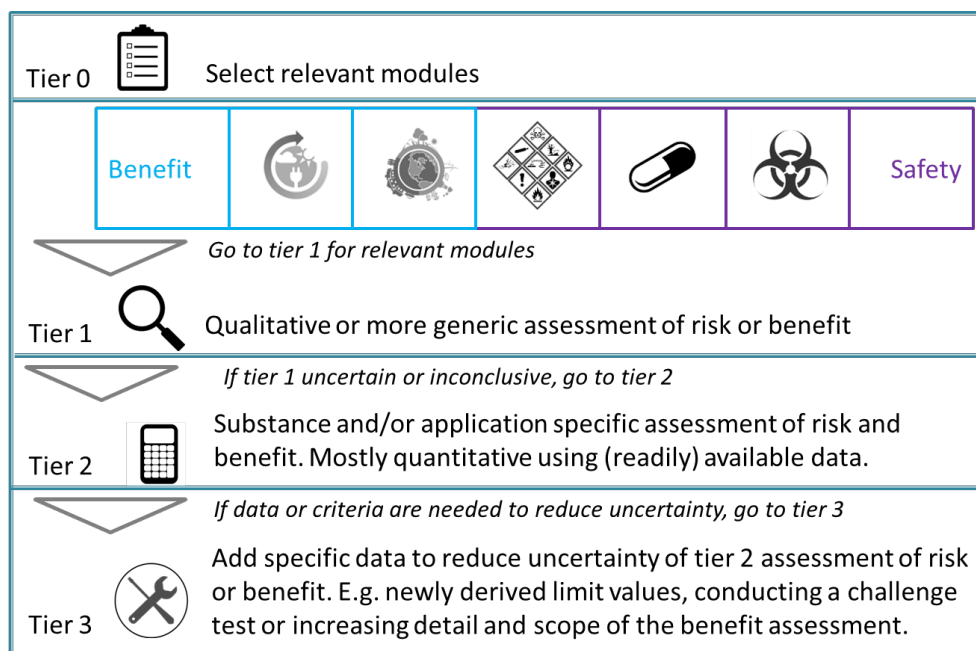 Tier 0
Select relevant modules
Benefit
Safety
Go to tier 1 for relevant modules
Tier 1
Qualitative or more generic assessment of risk or benefit
If tier 1 uncertain or inconclusive, go to tier 2
Substance and/or application specific assessment of risk and
benefit. Mostly quantitative using (readily) available data.
Tier 2
If data or criteria are needed to reduce uncertainty, go to tier 3
Add specific data to reduce uncertainty of tier 2 assessment of risk
or benefit. E.g. newly derived limit values, conducting a challenge
test or increasing detail and scope of the benefit assessment.
Tier 3